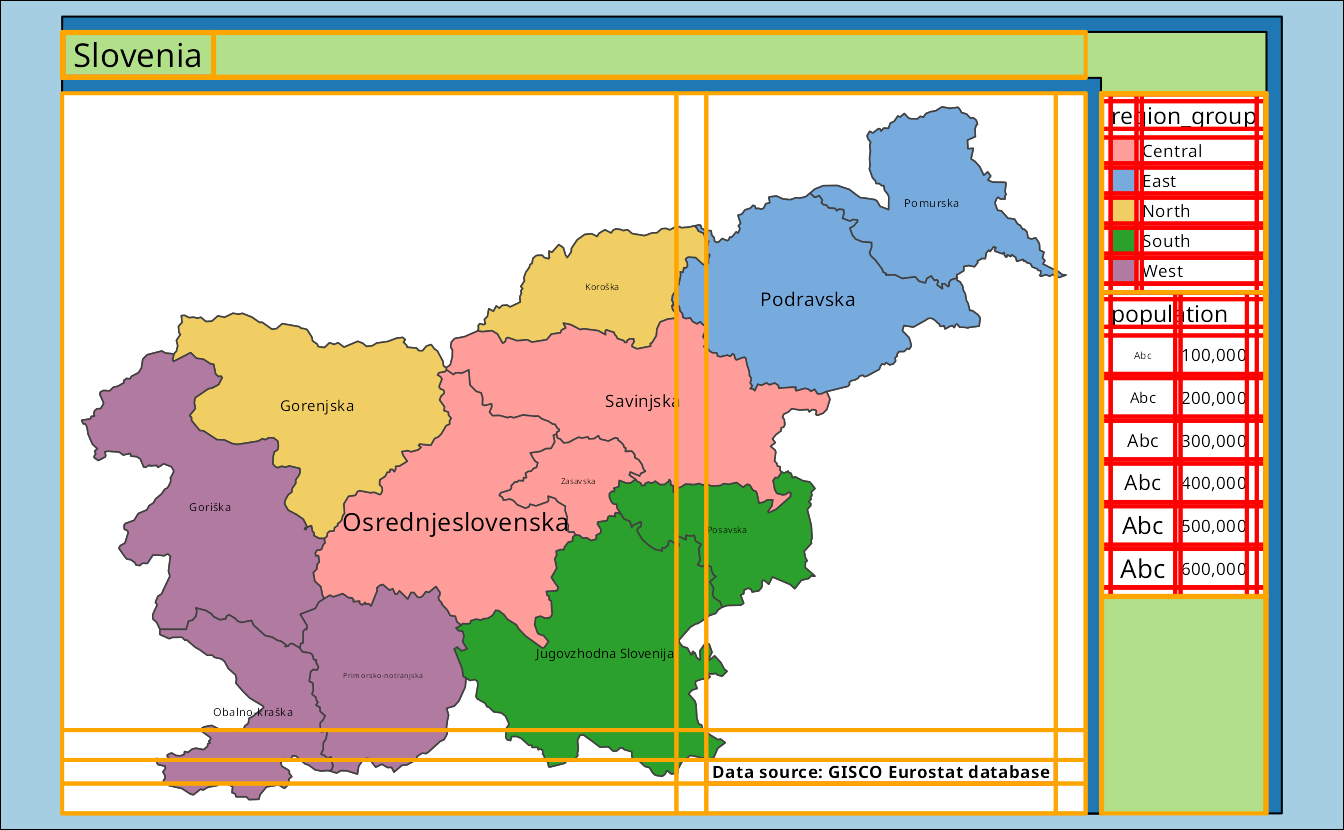 Slovenia
region_group
Central
East
North
South
West
population
Abc 100,000
Abc 200,000
Abc 300,000
Abc 400,000
Abc 500,000
Abc 600,000
Pomurska
Koroška
Podravska
Gorenjska
Savinjska
Zasavska
Goriška
Osrednjeslovenska
Posavska
Jugovzhodna Slovenija
Primorsko-notranjska
Obalno-kraška
Data source: GISCO Eurostat database